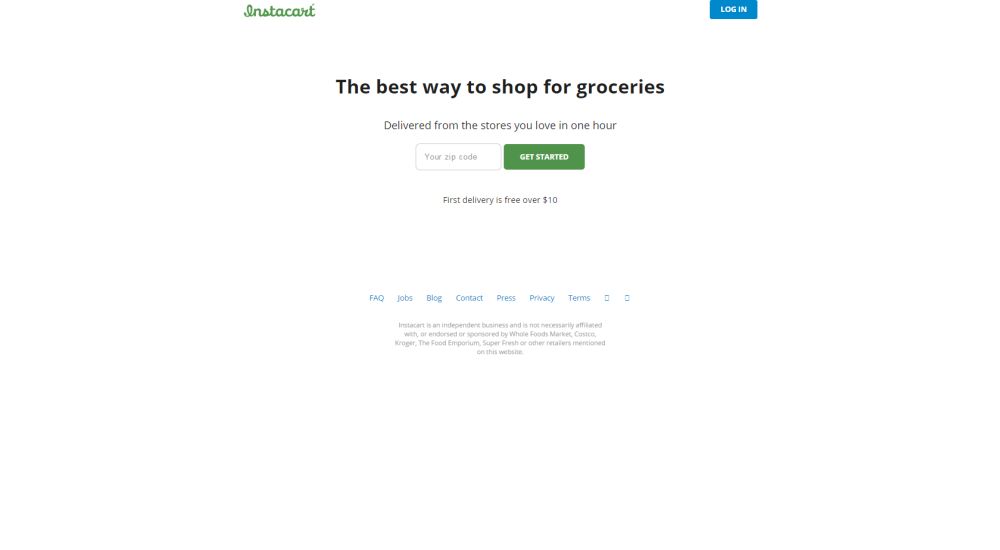 Instacart
LOG IN
The best way to shop for groceries
Delivered from the stores you love in one hour
Your zip code
GET STARTED
First delivery is free over $10
FAQ Jobs Blog Contact Press Privacy Terms
Instacart is an independent business and is not necessarily affiliated
with, or endorsed or sponsored by Whole Foods Market, Costco,
Kroger, The Food Emporium, Super Fresh or other retailers mentioned
on this website.